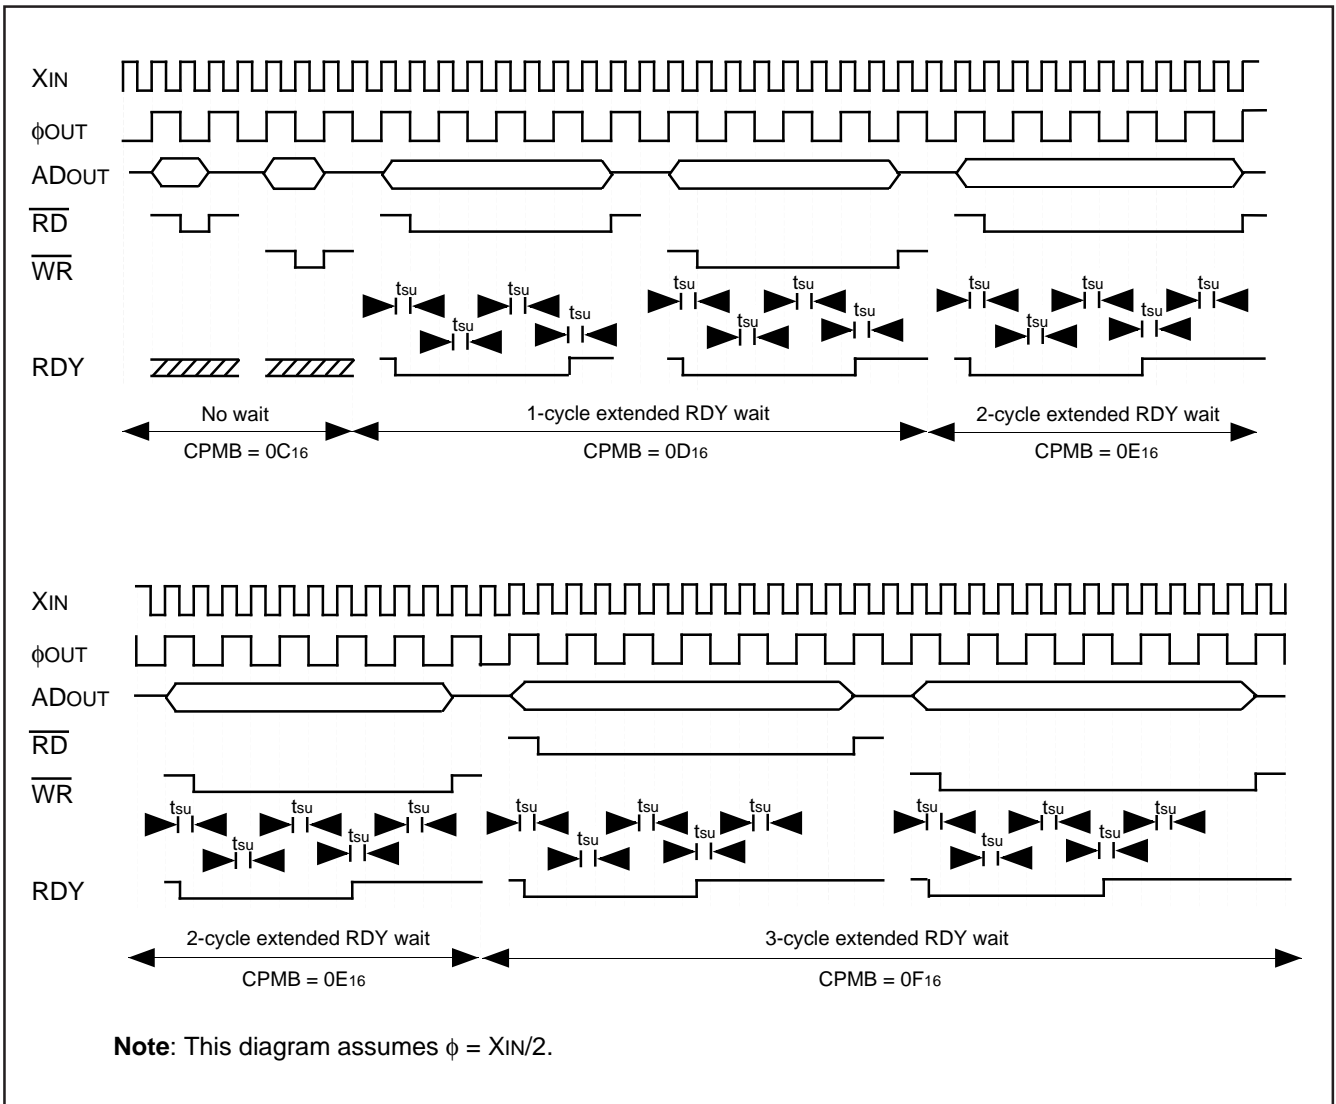 XIN
ϕOUT
ADOUT
RD
WR
tsu tsu tsu tsu tsu tsu
tsu tsu tsu tsu tsu tsu tsu
RDY
No wait 1-cycle extended RDY wait 2-cycle extended RDY wait
CPMB = 0C16 CPMB = 0D16 CPMB = 0E16
XIN
ϕOUT
ADOUT
RD
WR
tsu tsu tsu tsu tsu tsu tsu tsu tsu
tsu tsu tsu tsu tsu tsu
RDY
2-cycle extended RDY wait 3-cycle extended RDY wait
CPMB = 0E16 CPMB = 0F16
Note: This diagram assumes ϕ = XIN/2.